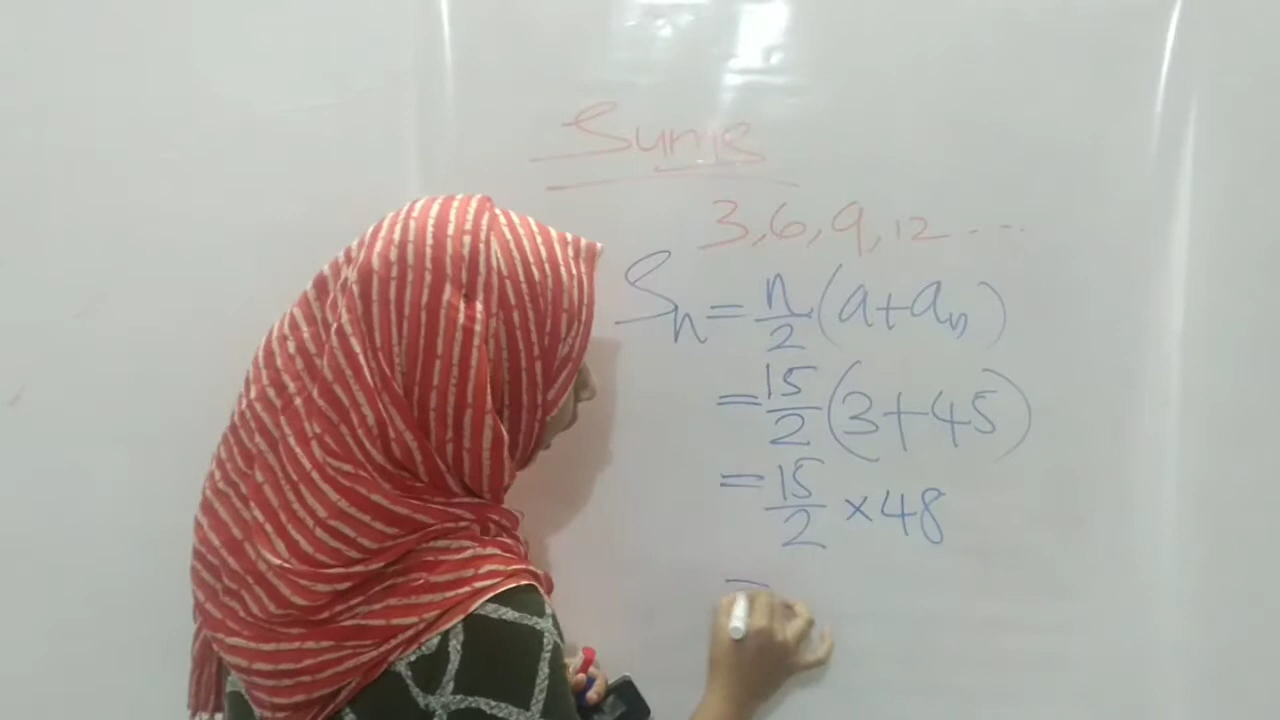 Sums
3, 6, 9, 12 ...
Sn = n/2 (a + an)
= 15/2 (3 + 45)
= 15/2 × 48
=